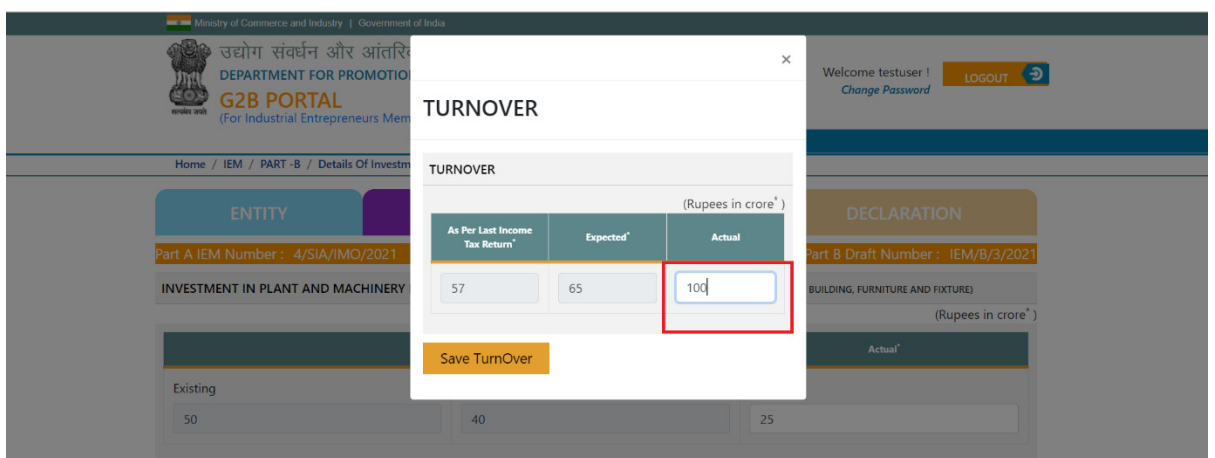 Ministry of Commerce and Industry | Government of India
उद्योग संवर्धन और
DEPARTMENT FOR
G2B PORTAL
(For Industrial Entrepreneurs
सत्यमेव जयते
Welcome testuser !
Change Password
LOGOUT
Home / IEM / PART -B / Details Of
ENTITY
DECLARATION
Part A IEM Number : 4/SIA/IMO/2021
Part B Draft Number : IEM/B/3/2021
INVESTMENT IN PLANT AND MACHINERY
BUILDING, FURNITURE AND FIXTURE)
(Rupees in crore* )
Actual*
Existing
50
40
25
×
TURNOVER
TURNOVER
(Rupees in crore* )
As Per Last Income
Tax Return*
Expected*
Actual
57
65
100
Save TurnOver